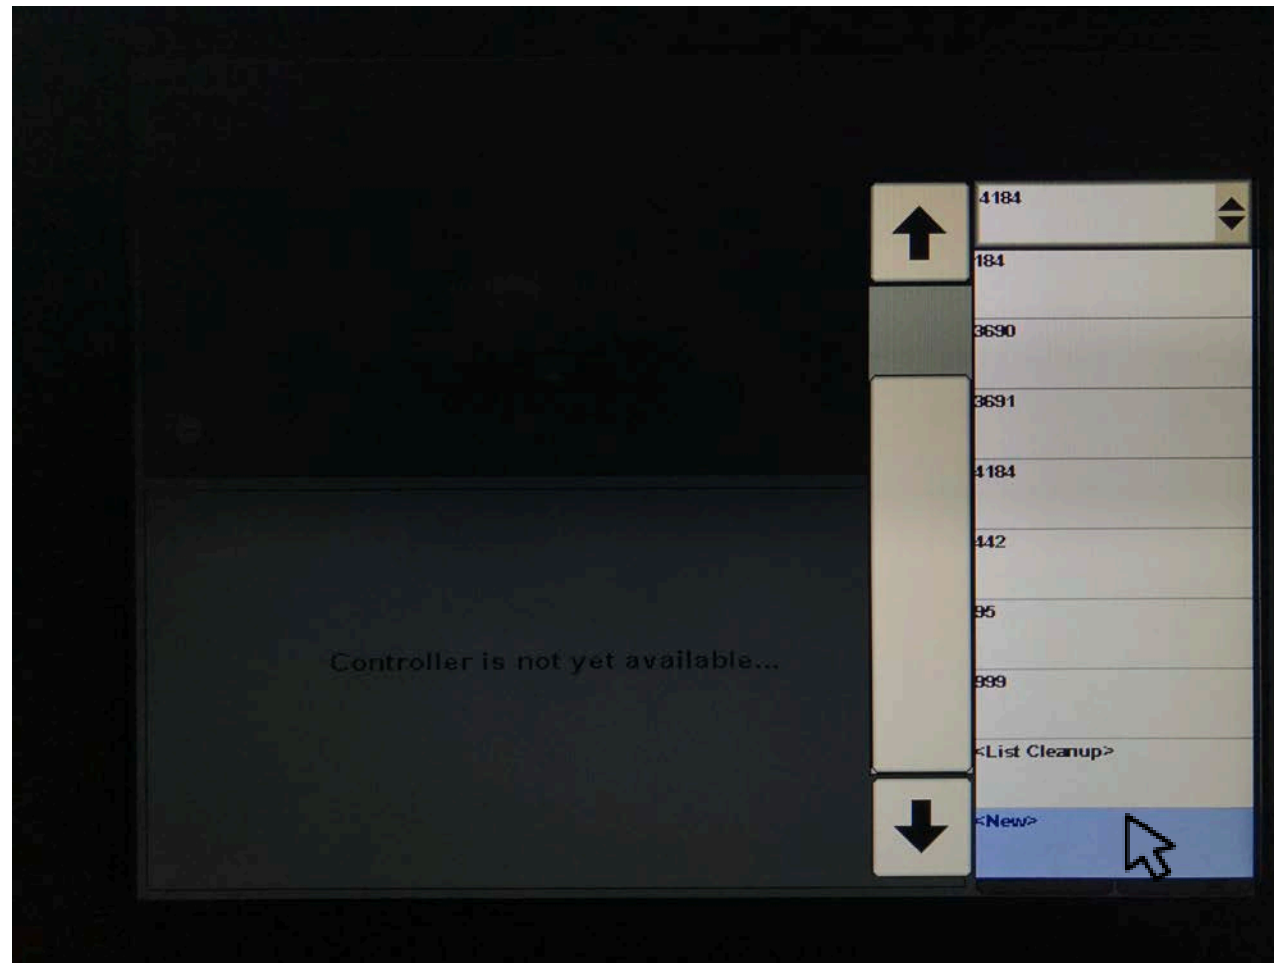 4184
184
3690
3691
4184
442
95
999
<List Cleanup>
<New>
Controller is not yet available...